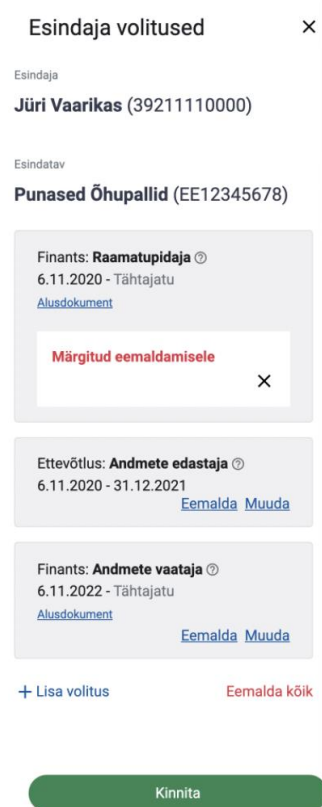 Esindaja volitused
Esindaja
Jüri Vaarikas (39211110000)
Esindatav
Punased Õhupallid (EE12345678)
Finants: Raamatupidaja
6.11.2020 - Tähtajatu
Alusdokument
Märgitud eemaldamisele
Ettevõtlus: Andmete edastaja
6.11.2020 - 31.12.2021
Eemalda Muuda
Finants: Andmete vaataja
6.11.2022 - Tähtajatu
Alusdokument
Eemalda Muuda
+ Lisa volitus Eemalda kõik
Kinnita